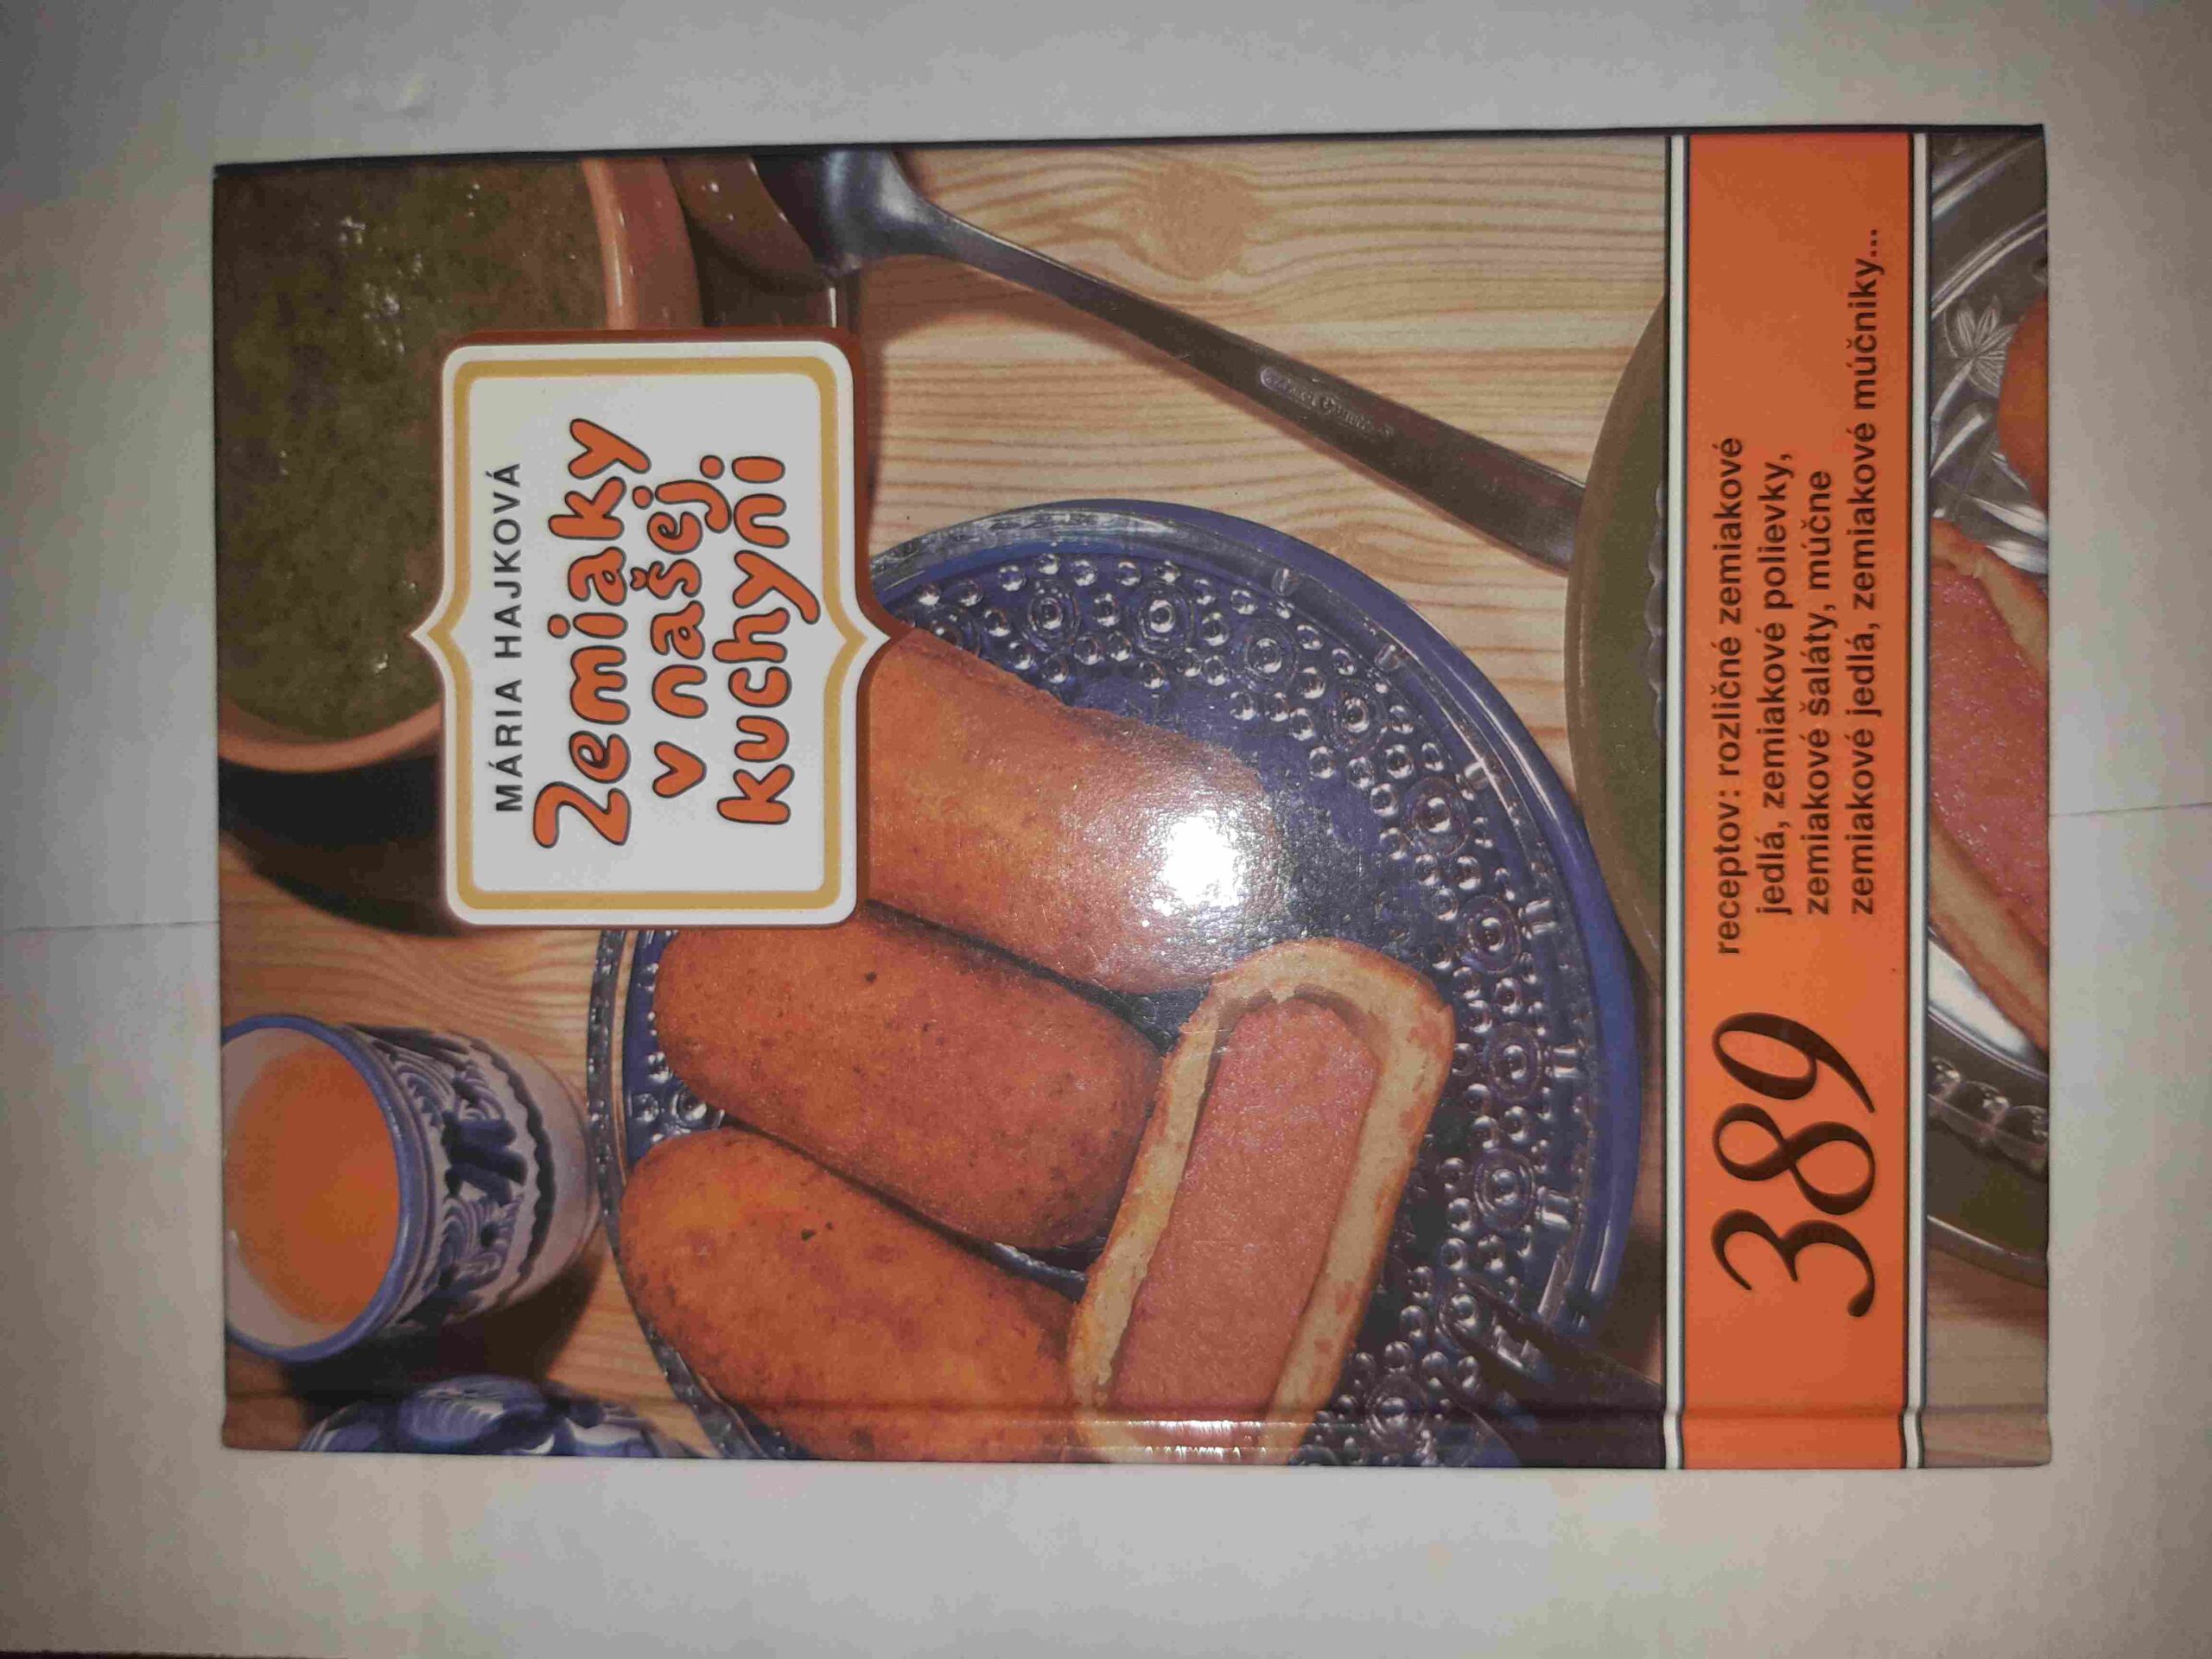 MÁRIA HAJKOVÁ
Zemiaky
v našej
kuchyni
389
receptov: rozličné zemiakové
jedlá, zemiakové polievky,
zemiakové šaláty, múčne
zemiakové jedlá, zemiakové múčniky...